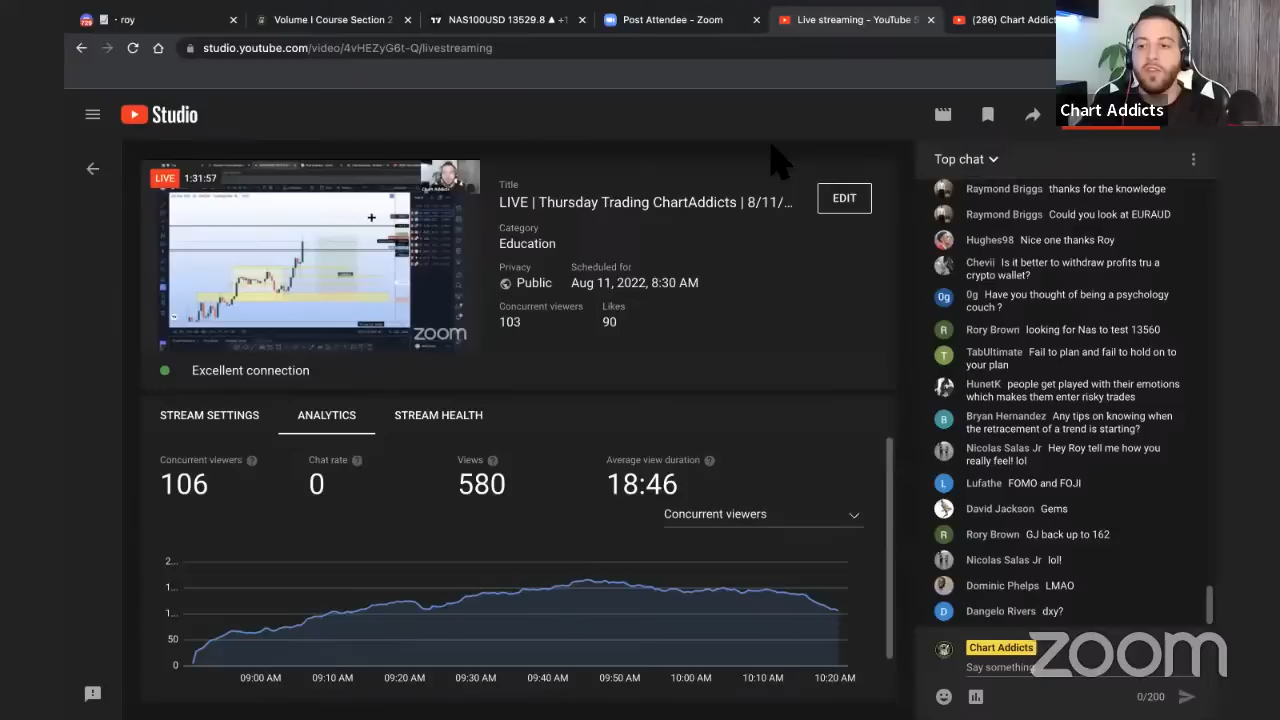 roy
Volume I Course Section 2
NAS100USD 13529.8 ▲ +1
Post Attendee - Zoom
Live streaming - YouTube S
(286) Chart Addict
studio.youtube.com/video/4vHEZyG6t-Q/livestreaming
Chart Addicts
Studio
LIVE 1:31:57
zoom
Title
LIVE | Thursday Trading ChartAddicts | 8/11/...
EDIT
Category
Education
Privacy
Public
Scheduled for
Aug 11, 2022, 8:30 AM
Concurrent viewers
103
Likes
90
Excellent connection
STREAM SETTINGS
ANALYTICS
STREAM HEALTH
Concurrent viewers
106
Chat rate
0
Views
580
Average view duration
18:46
Concurrent viewers
2...
1...
1...
50
0
09:00 AM 09:10 AM 09:20 AM 09:30 AM 09:40 AM 09:50 AM 10:00 AM 10:10 AM 10:20 AM
Top chat
Raymond Briggs thanks for the knowledge
Raymond Briggs Could you look at EURAUD
Hughes98 Nice one thanks Roy
Chevii Is it better to withdraw profits tru a
crypto wallet?
0g Have you thought of being a psychology
couch ?
Rory Brown looking for Nas to test 13560
TabUltimate Fail to plan and fail to hold on to
your plan
HunetK people get played with their emotions
which makes them enter risky trades
Bryan Hernandez Any tips on knowing when
the retracement of a trend is starting?
Nicolas Salas Jr Hey Roy tell me how you
really feel! lol
Lufathe FOMO and FOJI
David Jackson Gems
Rory Brown GJ back up to 162
Nicolas Salas Jr lol!
Dominic Phelps LMAO
Dangelo Rivers dxy?
Chart Addicts
Say something
0/200
zoom